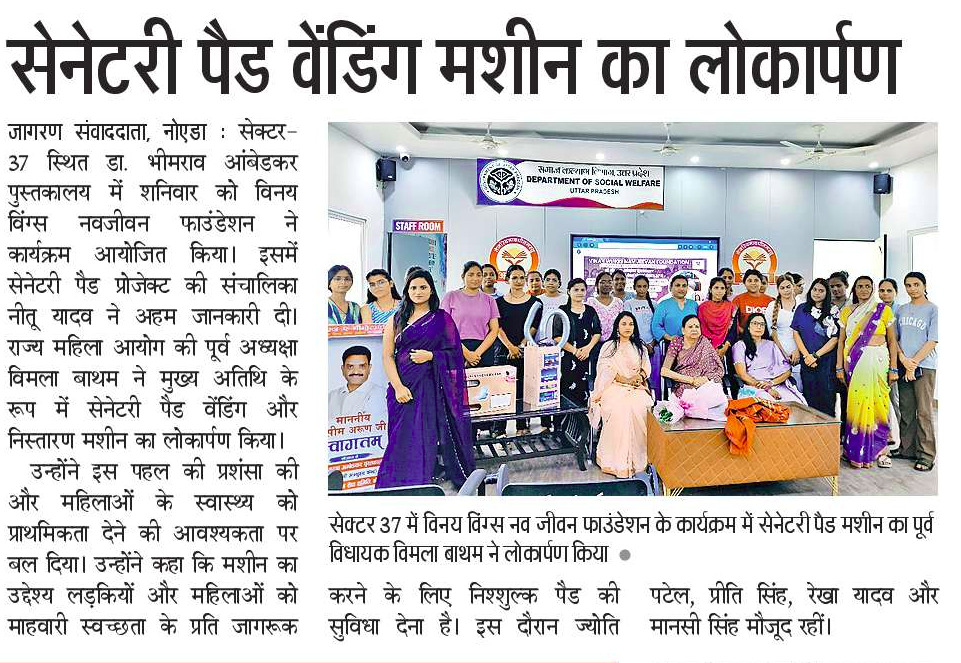 सेनेटरी पैड वेंडिंग मशीन का लोकार्पण
जागरण संवाददाता, नोएडा : सेक्टर-
37 स्थित डा. भीमराव आंबेडकर
पुस्तकालय में शनिवार को विनय
विंग्स नवजीवन फाउंडेशन ने
कार्यक्रम आयोजित किया। इसमें
सेनेटरी पैड प्रोजेक्ट की संचालिका
नीतू यादव ने अहम जानकारी दी।
राज्य महिला आयोग की पूर्व अध्यक्षा
विमला बाथम ने मुख्य अतिथि के
रूप में सेनेटरी पैड वेंडिंग और
निस्तारण मशीन का लोकार्पण किया।
उन्होंने इस पहल की प्रशंसा की
और महिलाओं के स्वास्थ्य को
प्राथमिकता देने की आवश्यकता पर
बल दिया। उन्होंने कहा कि मशीन का
उद्देश्य लड़कियों और महिलाओं को
माहवारी स्वच्छता के प्रति जागरूक
समाज कल्याण विभाग, उत्तर प्रदेश
DEPARTMENT OF SOCIAL WELFARE
UTTAR PRADESH
STAFF ROOM
VINAY WINGS NAVJEEVAN FOUNDATION
DIOR
CHICAGO
माननीय
सीम अरूण जी
स्वागतम्
सेक्टर 37 में विनय विंग्स नव जीवन फाउंडेशन के कार्यक्रम में सेनेटरी पैड मशीन का पूर्व
विधायक विमला बाथम ने लोकार्पण किया ●
करने के लिए निश्शुल्क पैड की
सुविधा देना है। इस दौरान ज्योति
पटेल, प्रीति सिंह, रेखा यादव और
मानसी सिंह मौजूद रहीं।